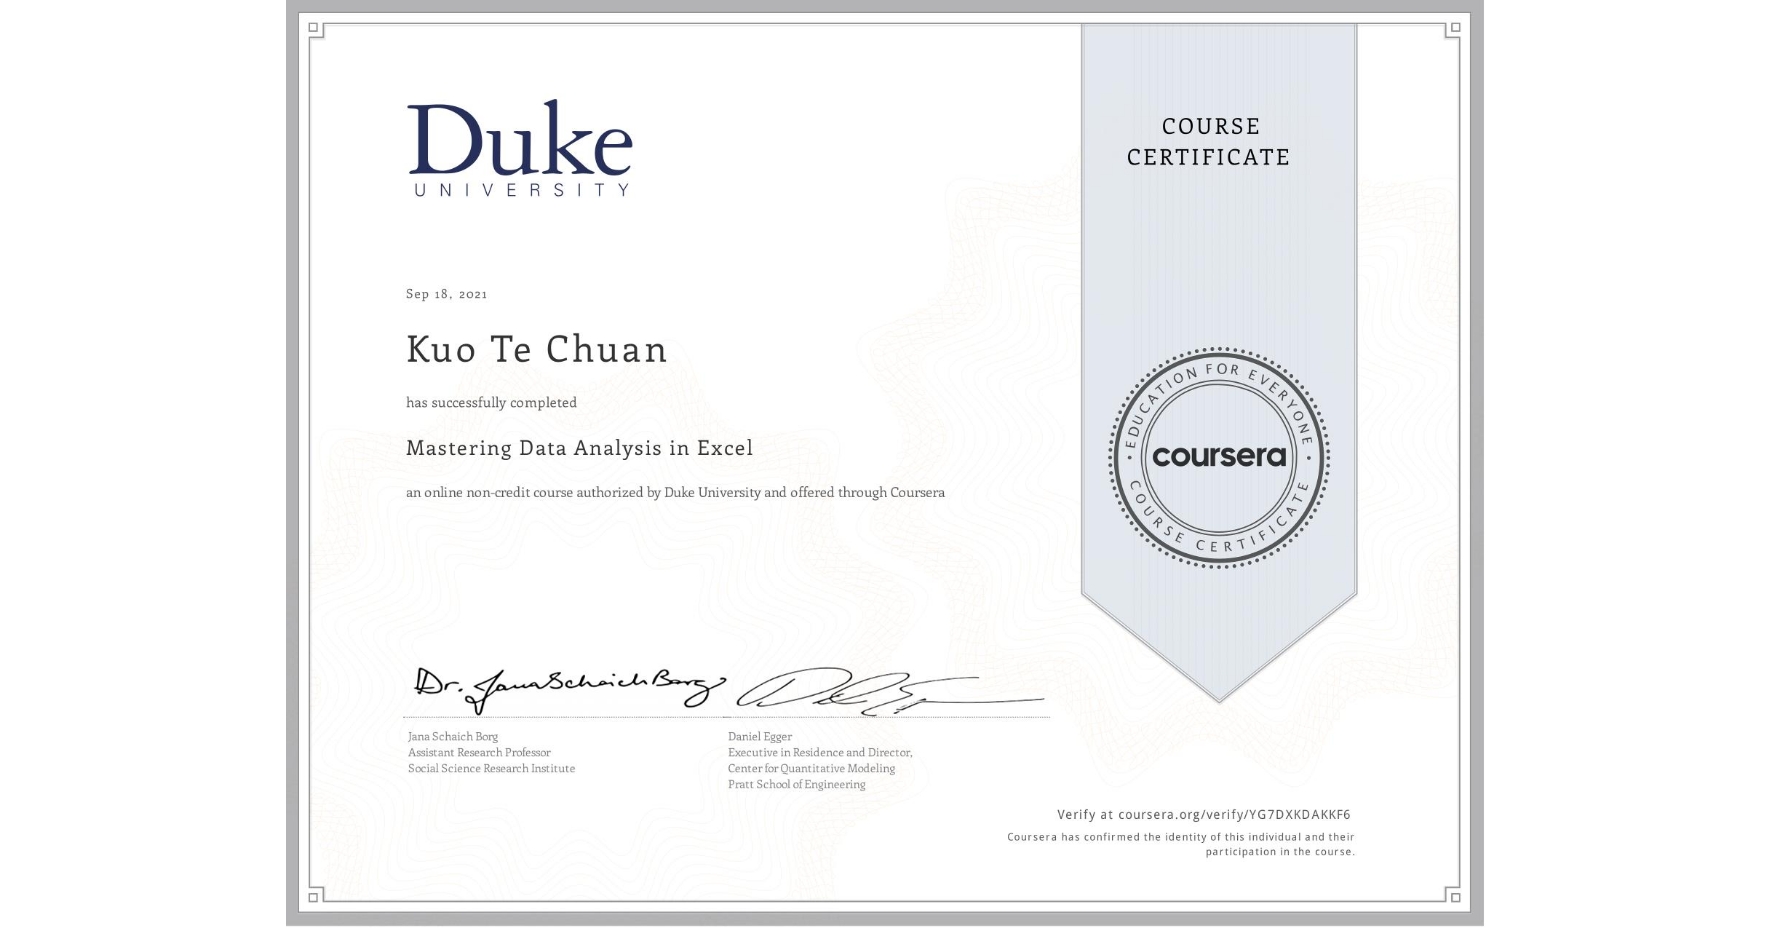 Duke
UNIVERSITY
COURSE
CERTIFICATE
Sep 18, 2021
Kuo Te Chuan
has successfully completed
Mastering Data Analysis in Excel
an online non-credit course authorized by Duke University and offered through Coursera
EDUCATION FOR EVERYONE
coursera
COURSE CERTIFICATE
Dr. Jana Schaich Borg
Jana Schaich Borg
Assistant Research Professor
Social Science Research Institute
Daniel Egger
Executive in Residence and Director,
Center for Quantitative Modeling
Pratt School of Engineering
Verify at coursera.org/verify/YG7DXKDAKKF6
Coursera has confirmed the identity of this individual and their
participation in the course.